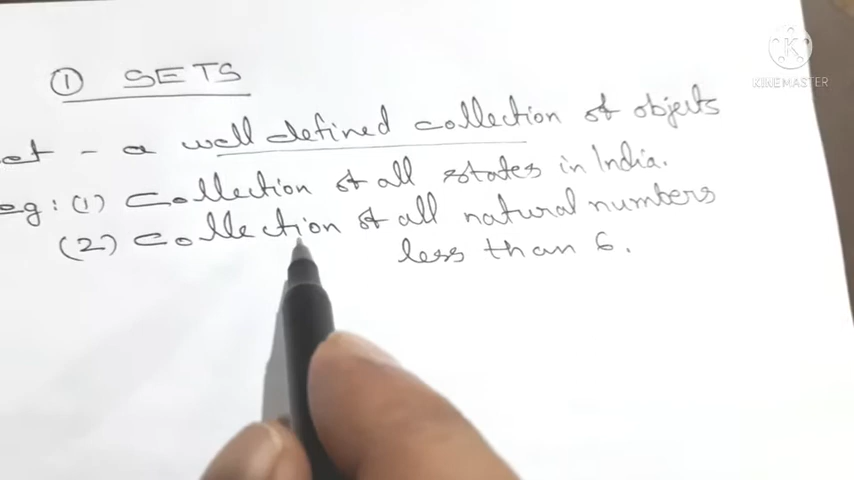 ① SETS
KINEMASTER
et - a well defined collection of objects
eg: (1) Collection of all states in India.
(2) Collection of all natural numbers
less than 6.